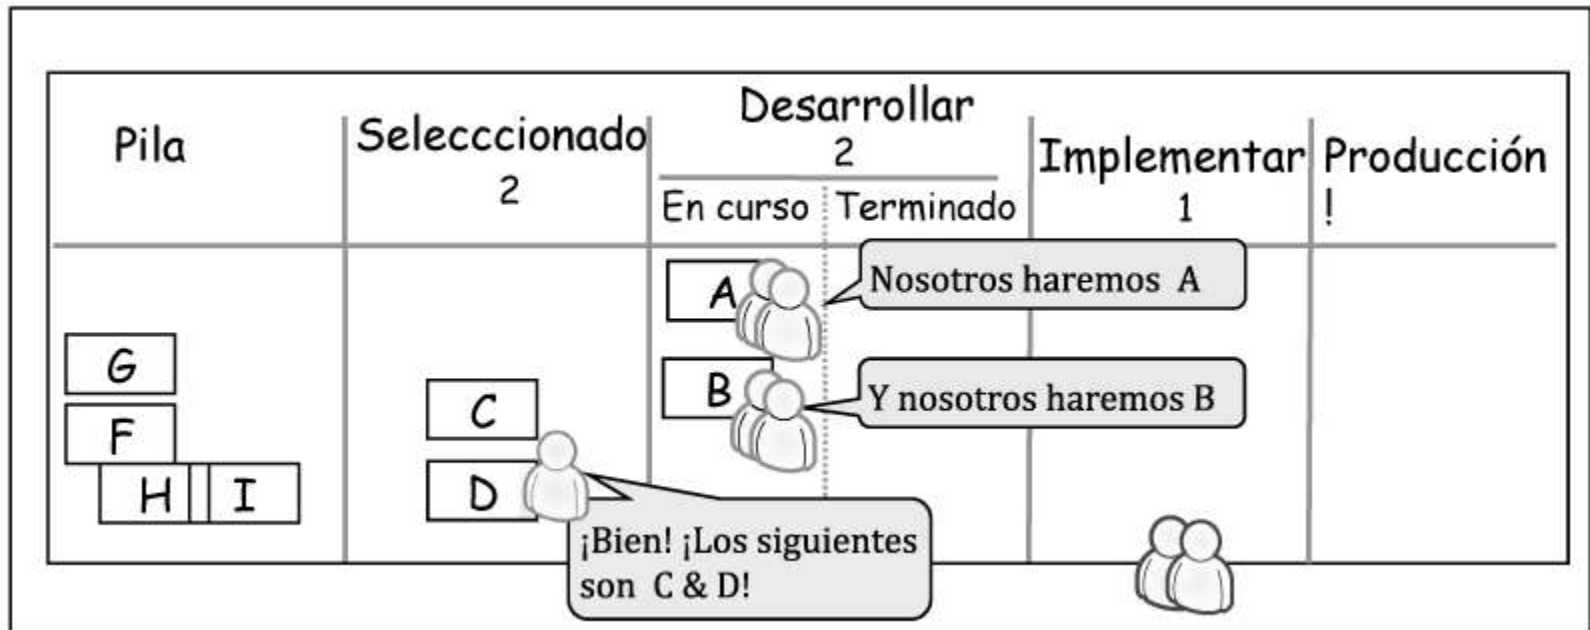 Pila
Selecccionado
2
Desarrollar
2
En curso
Terminado
Implementar
1
Producción
!
A
Nosotros haremos A
B
Y nosotros haremos B
G
F
H
I
C
D
¡Bien! ¡Los siguientes
son C & D!